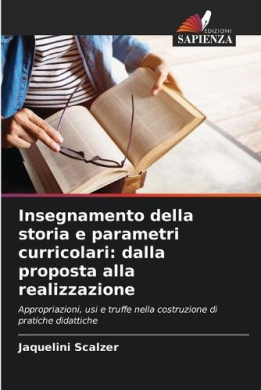 EDIZIONI
SAPIENZA
Insegnamento della
storia e parametri
curricolari: dalla
proposta alla
realizzazione
Appropriazioni, usi e truffe nella costruzione di
pratiche didattiche
Jaquelini Scalzer